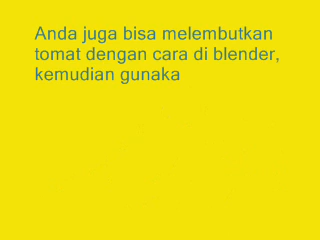 Anda juga bisa melembutkan
tomat dengan cara di blender,
kemudian gunaka